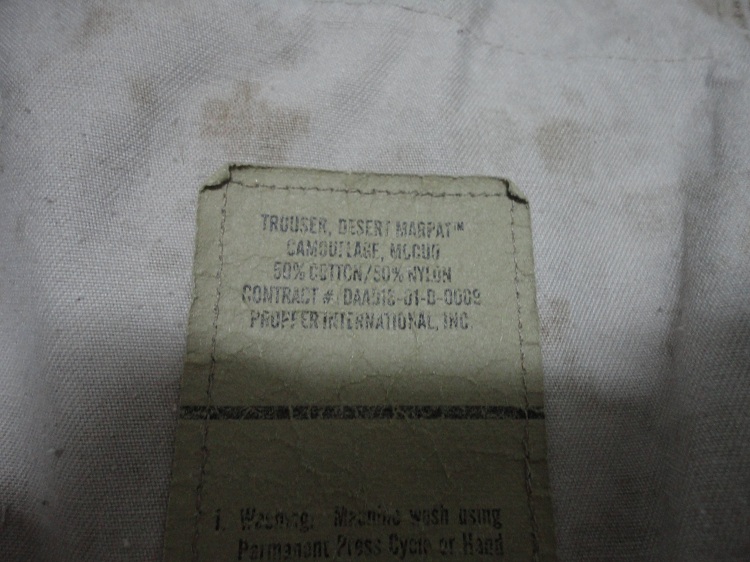 TROUSER, DESERT MARPAT™
CAMOUFLAGE, MCCUU
50% COTTON/50% NYLON
CONTRACT #
PROPPER INTERNATIONAL, INC.
1. Washing: Machine wash using
Permanent Press Cycle or Hand